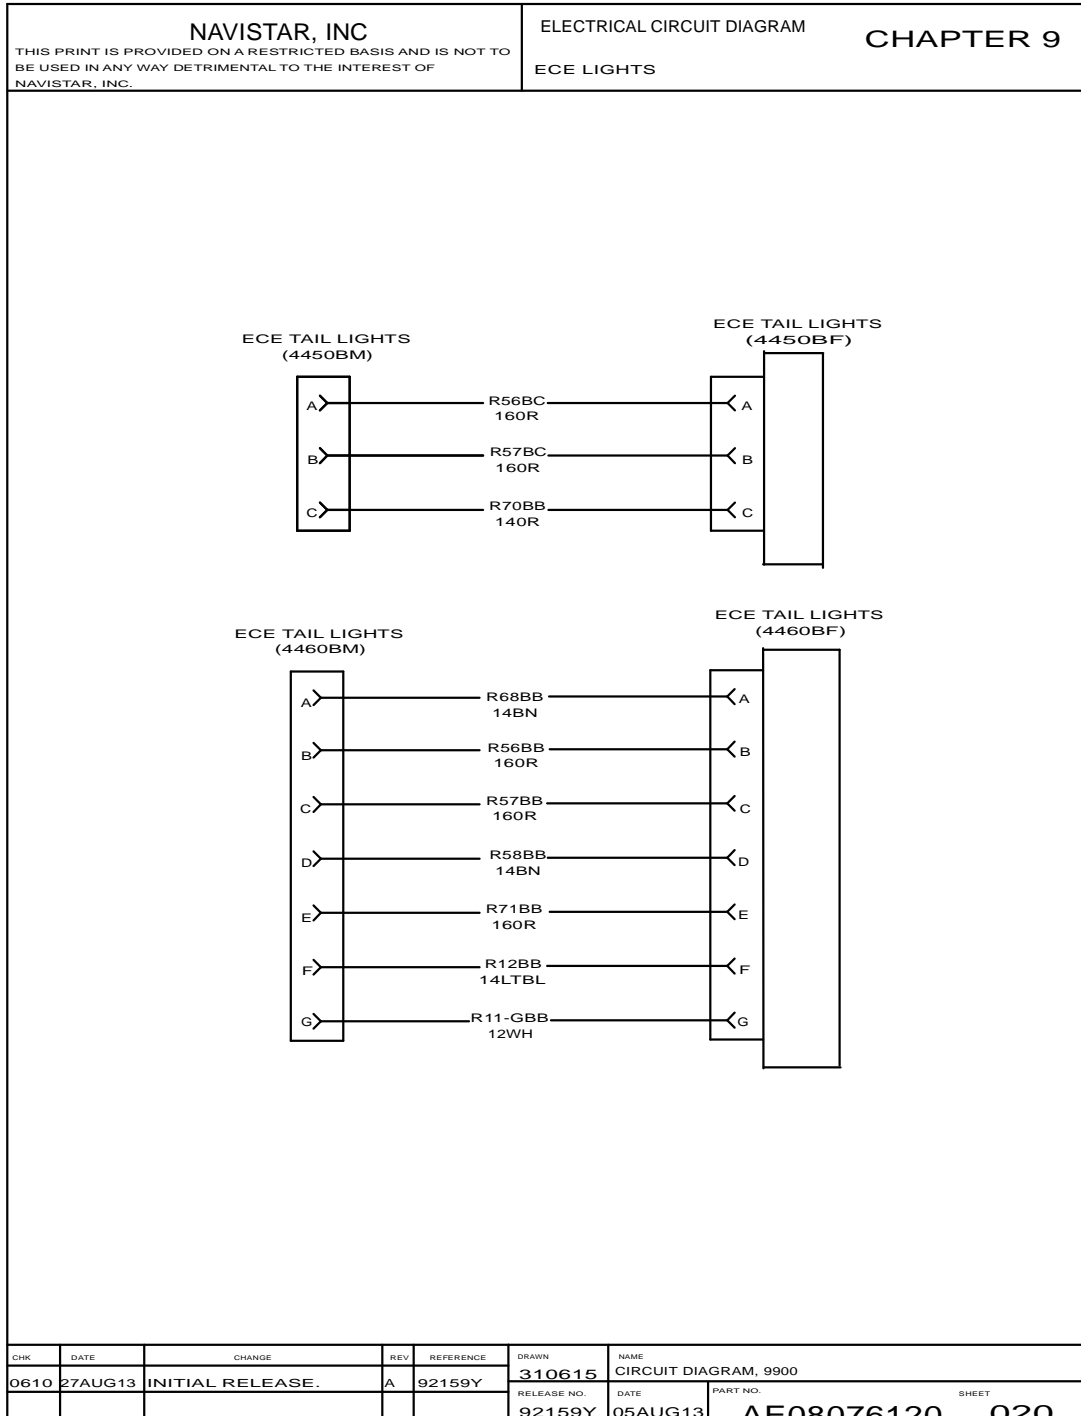 NAVISTAR, INC
THIS PRINT IS PROVIDED ON A RESTRICTED BASIS AND IS NOT TO
BE USED IN ANY WAY DETRIMENTAL TO THE INTEREST OF
NAVISTAR, INC.
ELECTRICAL CIRCUIT DIAGRAM
ECE LIGHTS
CHAPTER 9
ECE TAIL LIGHTS
(4450BM)
ECE TAIL LIGHTS
(4450BF)
A R56BC A
160R
B R57BC B
160R
C R70BB C
140R
ECE TAIL LIGHTS
(4460BM)
ECE TAIL LIGHTS
(4460BF)
A R68BB A
14BN
B R56BB B
160R
C R57BB C
160R
D R58BB D
14BN
E R71BB E
160R
F R12BB F
14LTBL
G R11-GBB G
12WH
CHK DATE CHANGE REV REFERENCE
0610 27AUG13 INITIAL RELEASE. A 92159Y
DRAWN
310615
NAME
CIRCUIT DIAGRAM, 9900
RELEASE NO.
92159Y
DATE
05AUG13
PART NO.
AE08076120
SHEET
020